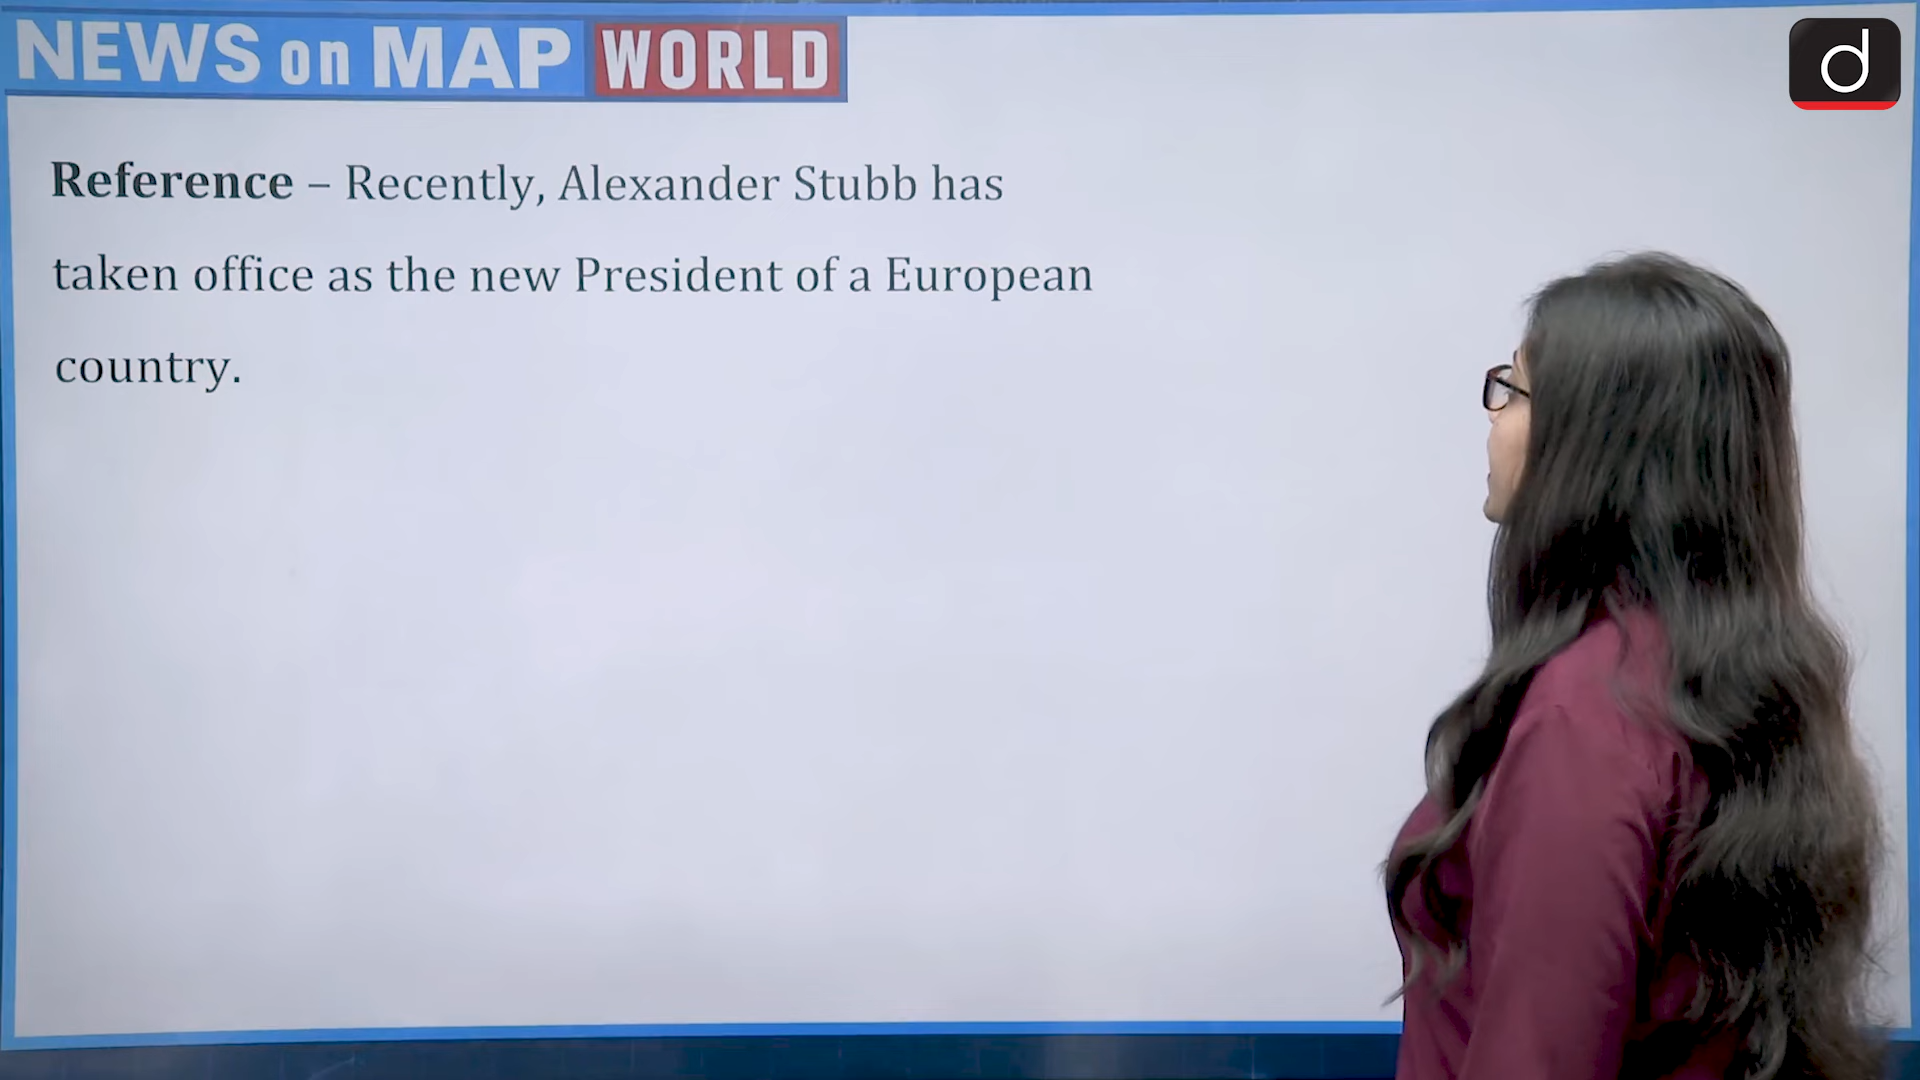 NEWS on MAP WORLD
d
Reference – Recently, Alexander Stubb has
taken office as the new President of a European
country.